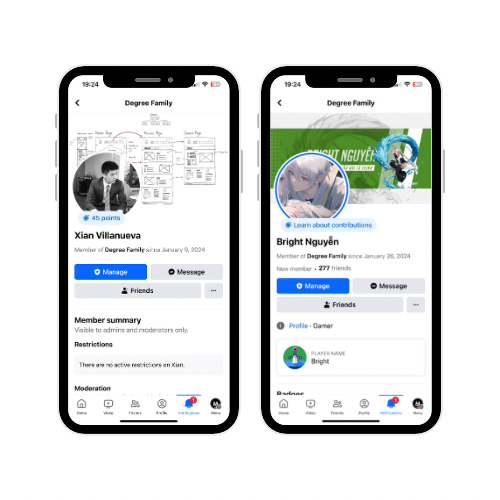 19:24
Degree Family
45 points
Xian Villanueva
Member of Degree Family since January 9, 2024
Manage
Message
Friends
Member summary
Visible to admins and moderators only.
Restrictions
There are no active restrictions on Xian.
Moderation
Home Video Friends Profile Notifications Menu
19:24
Degree Family
BRIGHT NGUYỄN
Learn about contributions
Bright Nguyễn
Member of Degree Family since January 26, 2024
New member • 277 friends
Manage
Message
Friends
Profile · Gamer
PLAYER NAME
Bright
Badges
Home Video Friends Profile Notifications Menu